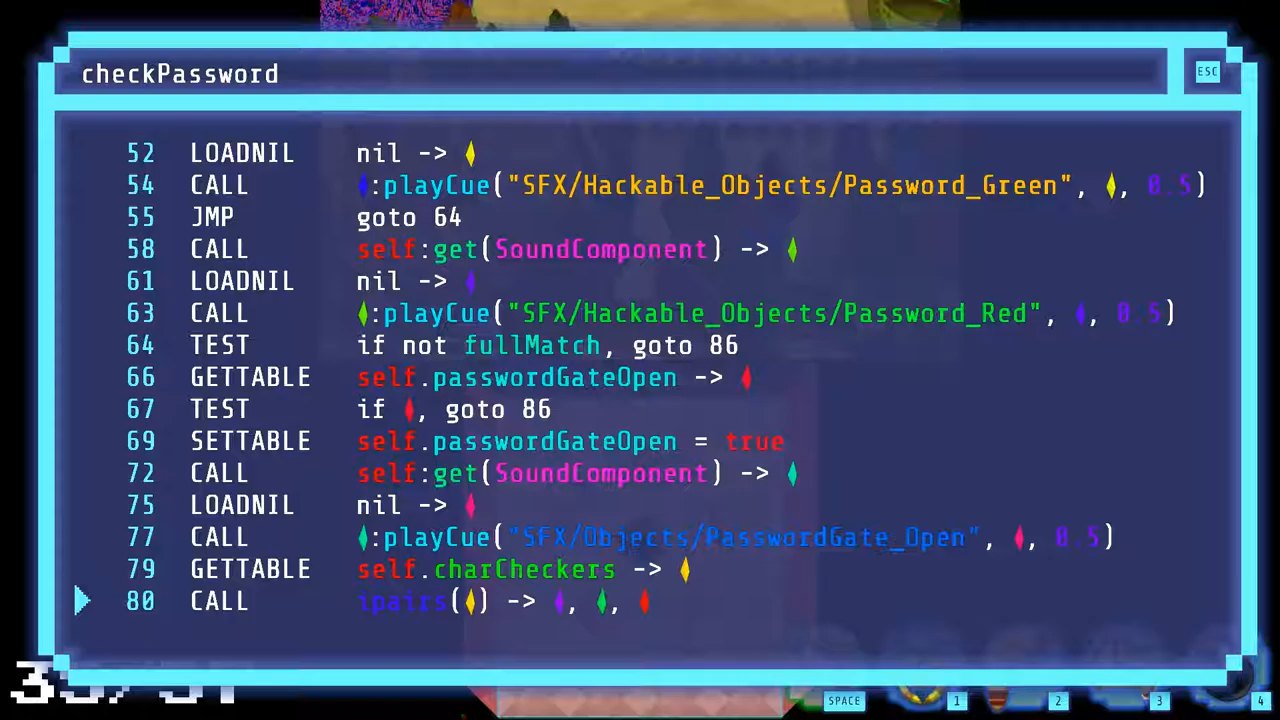 checkPassword
ESC
52 LOADNIL nil -> ♦
54 CALL ♦:playCue("SFX/Hackable_Objects/Password_Green", ♦, 0.5)
55 JMP goto 64
58 CALL self:get(SoundComponent) -> ♦
61 LOADNIL nil -> ♦
63 CALL ♦:playCue("SFX/Hackable_Objects/Password_Red", ♦, 0.5)
64 TEST if not fullMatch, goto 86
66 GETTABLE self.passwordGateOpen -> ♦
67 TEST if ♦, goto 86
69 SETTABLE self.passwordGateOpen = true
72 CALL self:get(SoundComponent) -> ♦
75 LOADNIL nil -> ♦
77 CALL ♦:playCue("SFX/Objects/PasswordGate_Open", ♦, 0.5)
79 GETTABLE self.charCheckers -> ♦
80 CALL ipairs(♦) -> ♦, ♦, ♦
SPACE 1 2 3 4